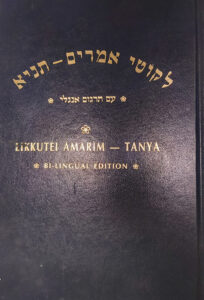 לקוטי אמרים – תניא
עם תרגום אנגלי
LIKKUTEI AMARIM — TANYA
BI-LINGUAL EDITION